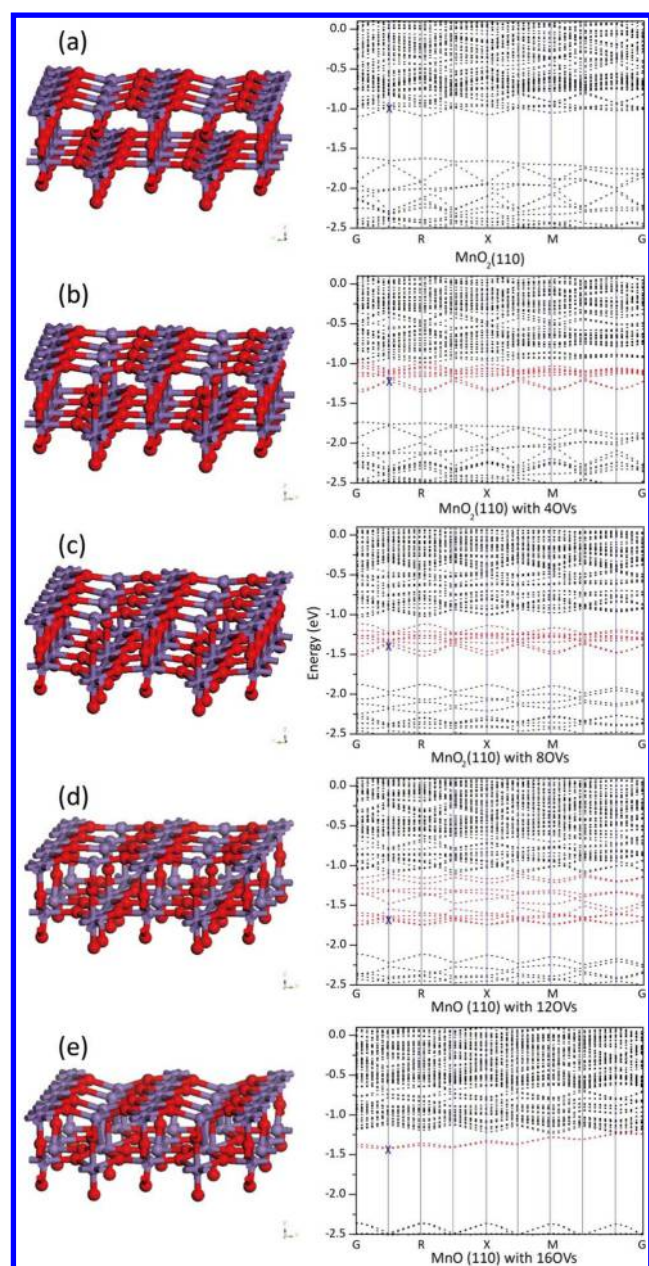 (a)
0.0
-0.5
-1.0
-1.5
-2.0
-2.5
X
G R X M G
MnO₂(110)
(b)
0.0
-0.5
-1.0
-1.5
-2.0
-2.5
X
G R X M G
MnO₂(110) with 4OVs
(c)
Energy (eV)
0.0
-0.5
-1.0
-1.5
-2.0
-2.5
X
G R X M G
MnO₂(110) with 8OVs
(d)
0.0
-0.5
-1.0
-1.5
-2.0
-2.5
X
G R X M G
MnO (110) with 12OVs
(e)
0.0
-0.5
-1.0
-1.5
-2.0
-2.5
X
G R X M G
MnO (110) with 16OVs